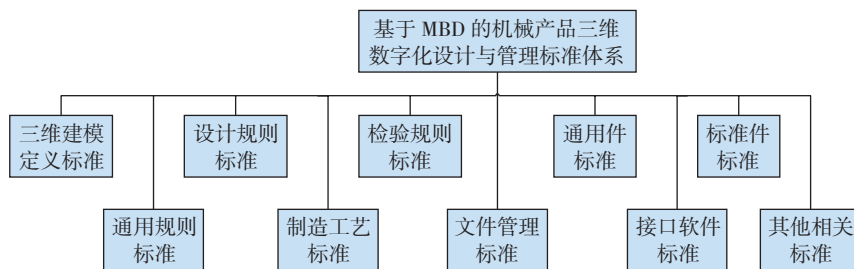 基于 MBD 的机械产品三维
数字化设计与管理标准体系
三维建模
定义标准
设计规则
标准
检验规则
标准
通用件
标准
标准件
标准
通用规则
标准
制造工艺
标准
文件管理
标准
接口软件
标准
其他相关
标准